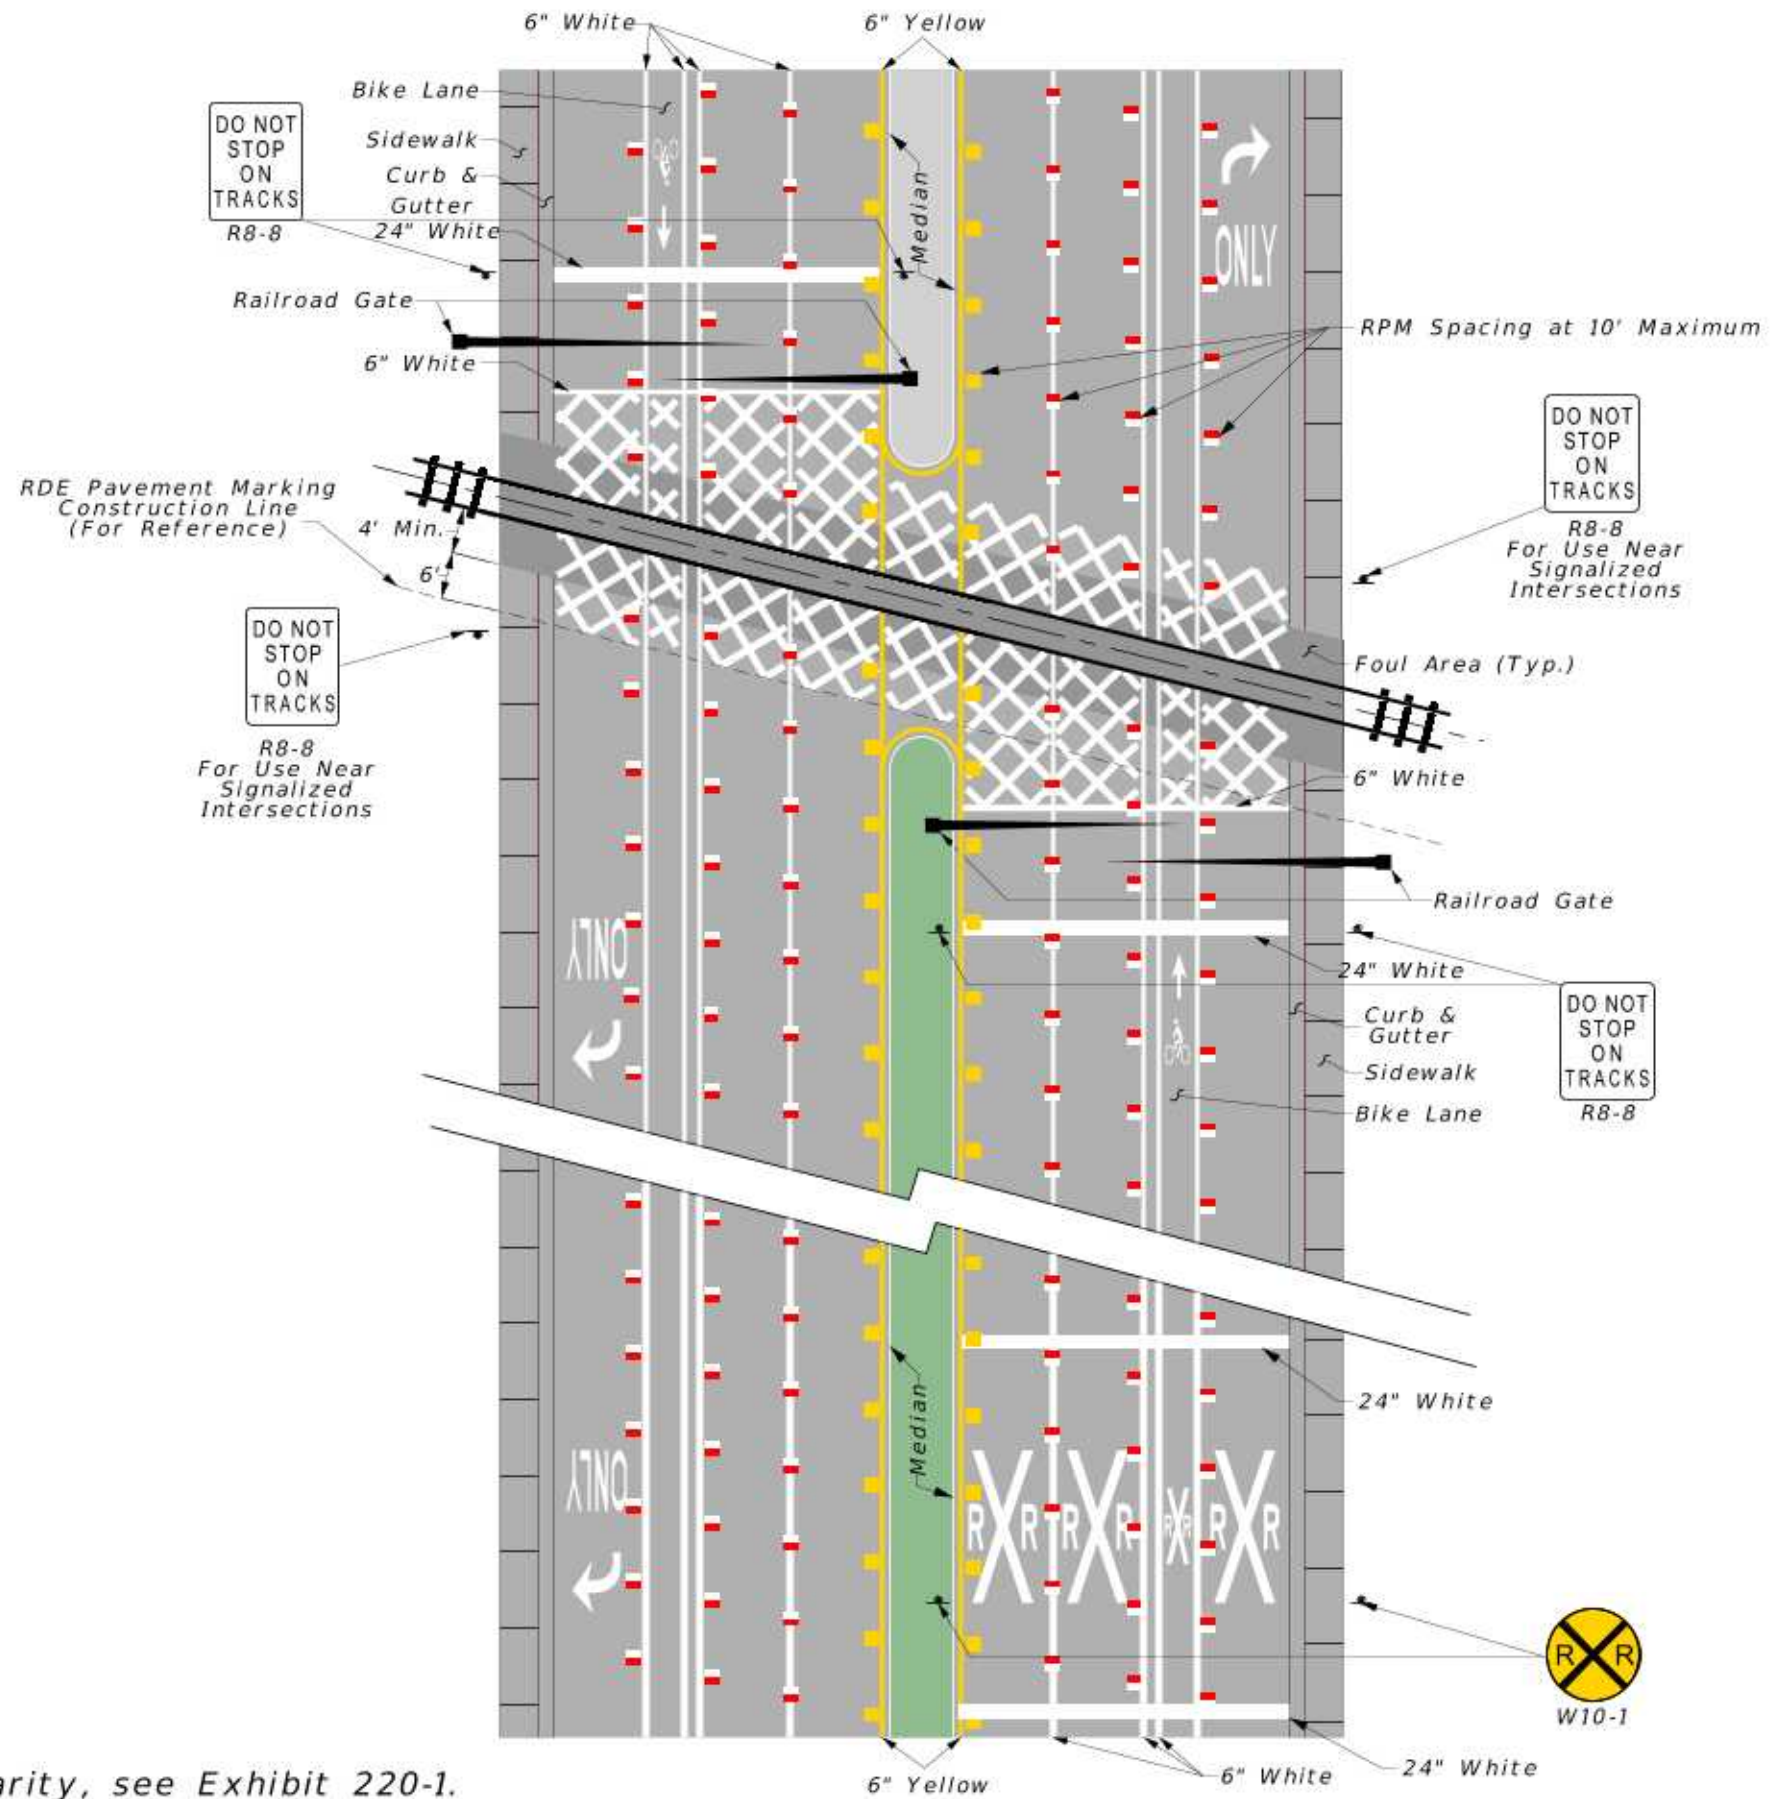 6" White
6" Yellow
Bike Lane
DO NOT
STOP
ON
TRACKS
R8-8
Sidewalk
Curb &
Gutter
24" White
Median
ONLY
Railroad Gate
6" White
RPM Spacing at 10' Maximum
DO NOT
STOP
ON
TRACKS
R8-8
For Use Near
Signalized
Intersections
RDE Pavement Marking
Construction Line
(For Reference)
4' Min.
6'
DO NOT
STOP
ON
TRACKS
R8-8
For Use Near
Signalized
Intersections
Foul Area (Typ.)
6" White
Railroad Gate
ONLY
24" White
DO NOT
STOP
ON
TRACKS
R8-8
Curb &
Gutter
Sidewalk
Bike Lane
24" White
Median
ONLY
R R
R R
R R
R R
R R
W10-1
24" White
6" White
6" Yellow
arity, see Exhibit 220-1.